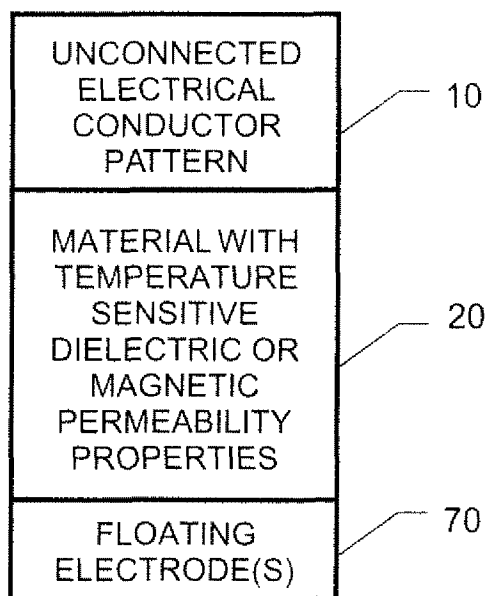 UNCONNECTED
ELECTRICAL
CONDUCTOR
PATTERN
10
MATERIAL WITH
TEMPERATURE
SENSITIVE
DIELECTRIC OR
MAGNETIC
PERMEABILITY
PROPERTIES
20
FLOATING
ELECTRODE(S)
70